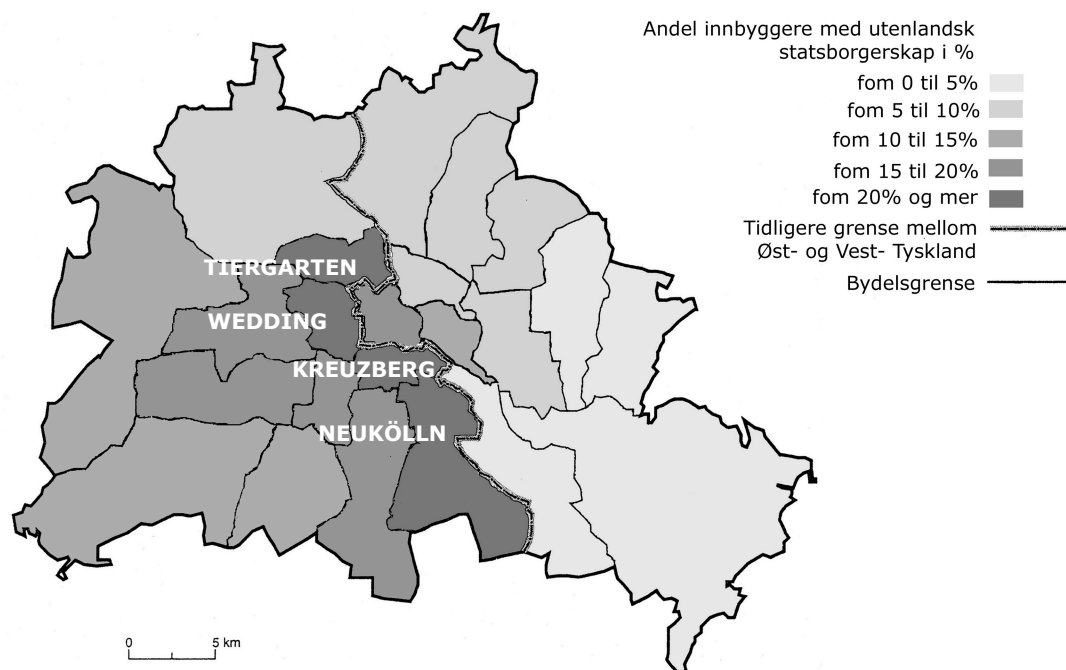 Andel innbyggere med utenlandsk
statsborgerskap i %
fom 0 til 5%
fom 5 til 10%
fom 10 til 15%
fom 15 til 20%
fom 20% og mer
Tidligere grense mellom
Øst- og Vest- Tyskland
Bydelsgrense
TIERGARTEN
WEDDING
KREUZBERG
NEUKÖLLN
0 5 km